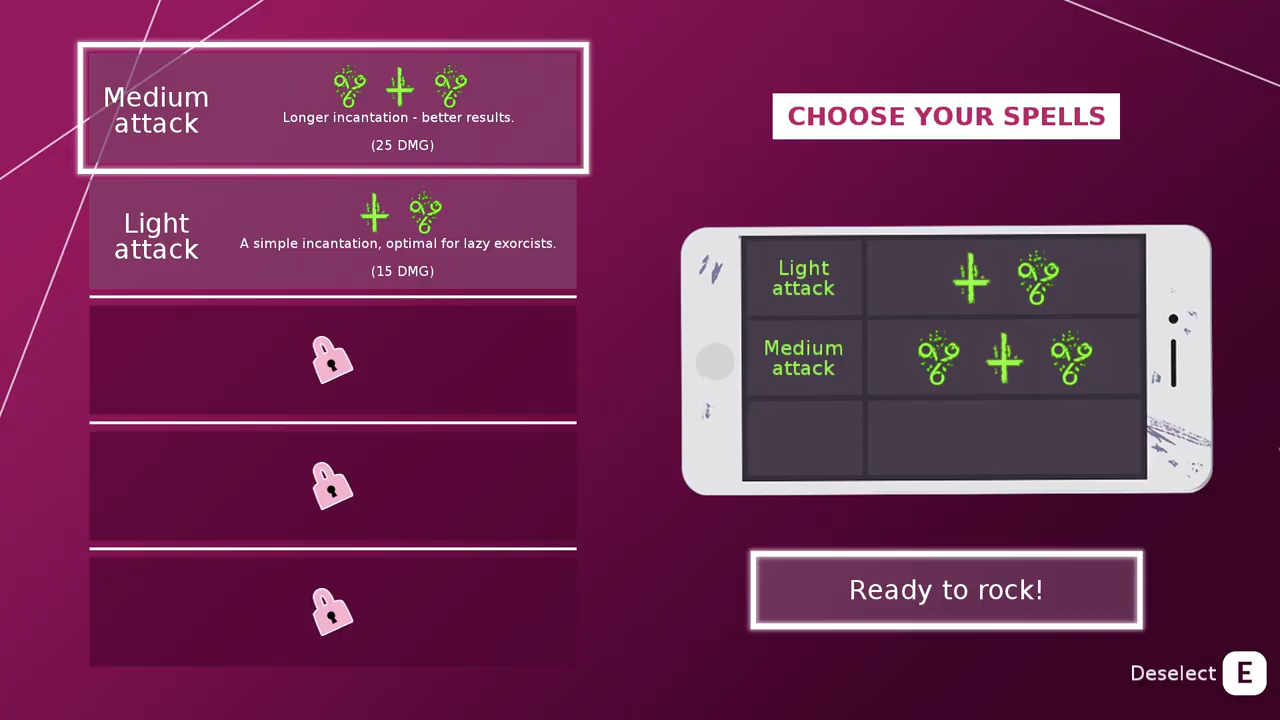 Medium
attack
Longer incantation - better results.
(25 DMG)
Light
attack
A simple incantation, optimal for lazy exorcists.
(15 DMG)
CHOOSE YOUR SPELLS
Light
attack
Medium
attack
Ready to rock!
Deselect E